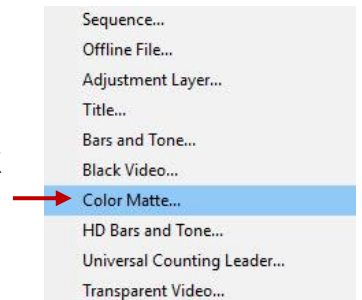 Sequence...
Offline File...
Adjustment Layer...
Title...
Bars and Tone...
Black Video...
Color Matte...
HD Bars and Tone...
Universal Counting Leader...
Transparent Video...